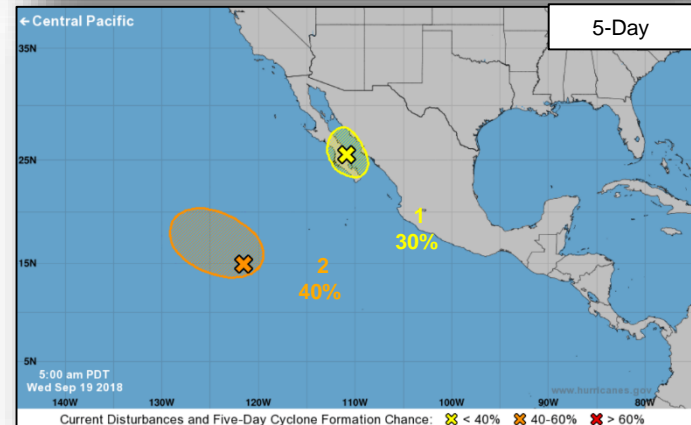 ← Central Pacific
5-Day
35N
25N
1
30%
15N
2
40%
5N
5:00 am PDT
Wed Sep 19 2018
www.hurricanes.gov
140W 130W 120W 110W 100W 90W 80W
Current Disturbances and Five-Day Cyclone Formation Chance: < 40% 40-60% > 60%